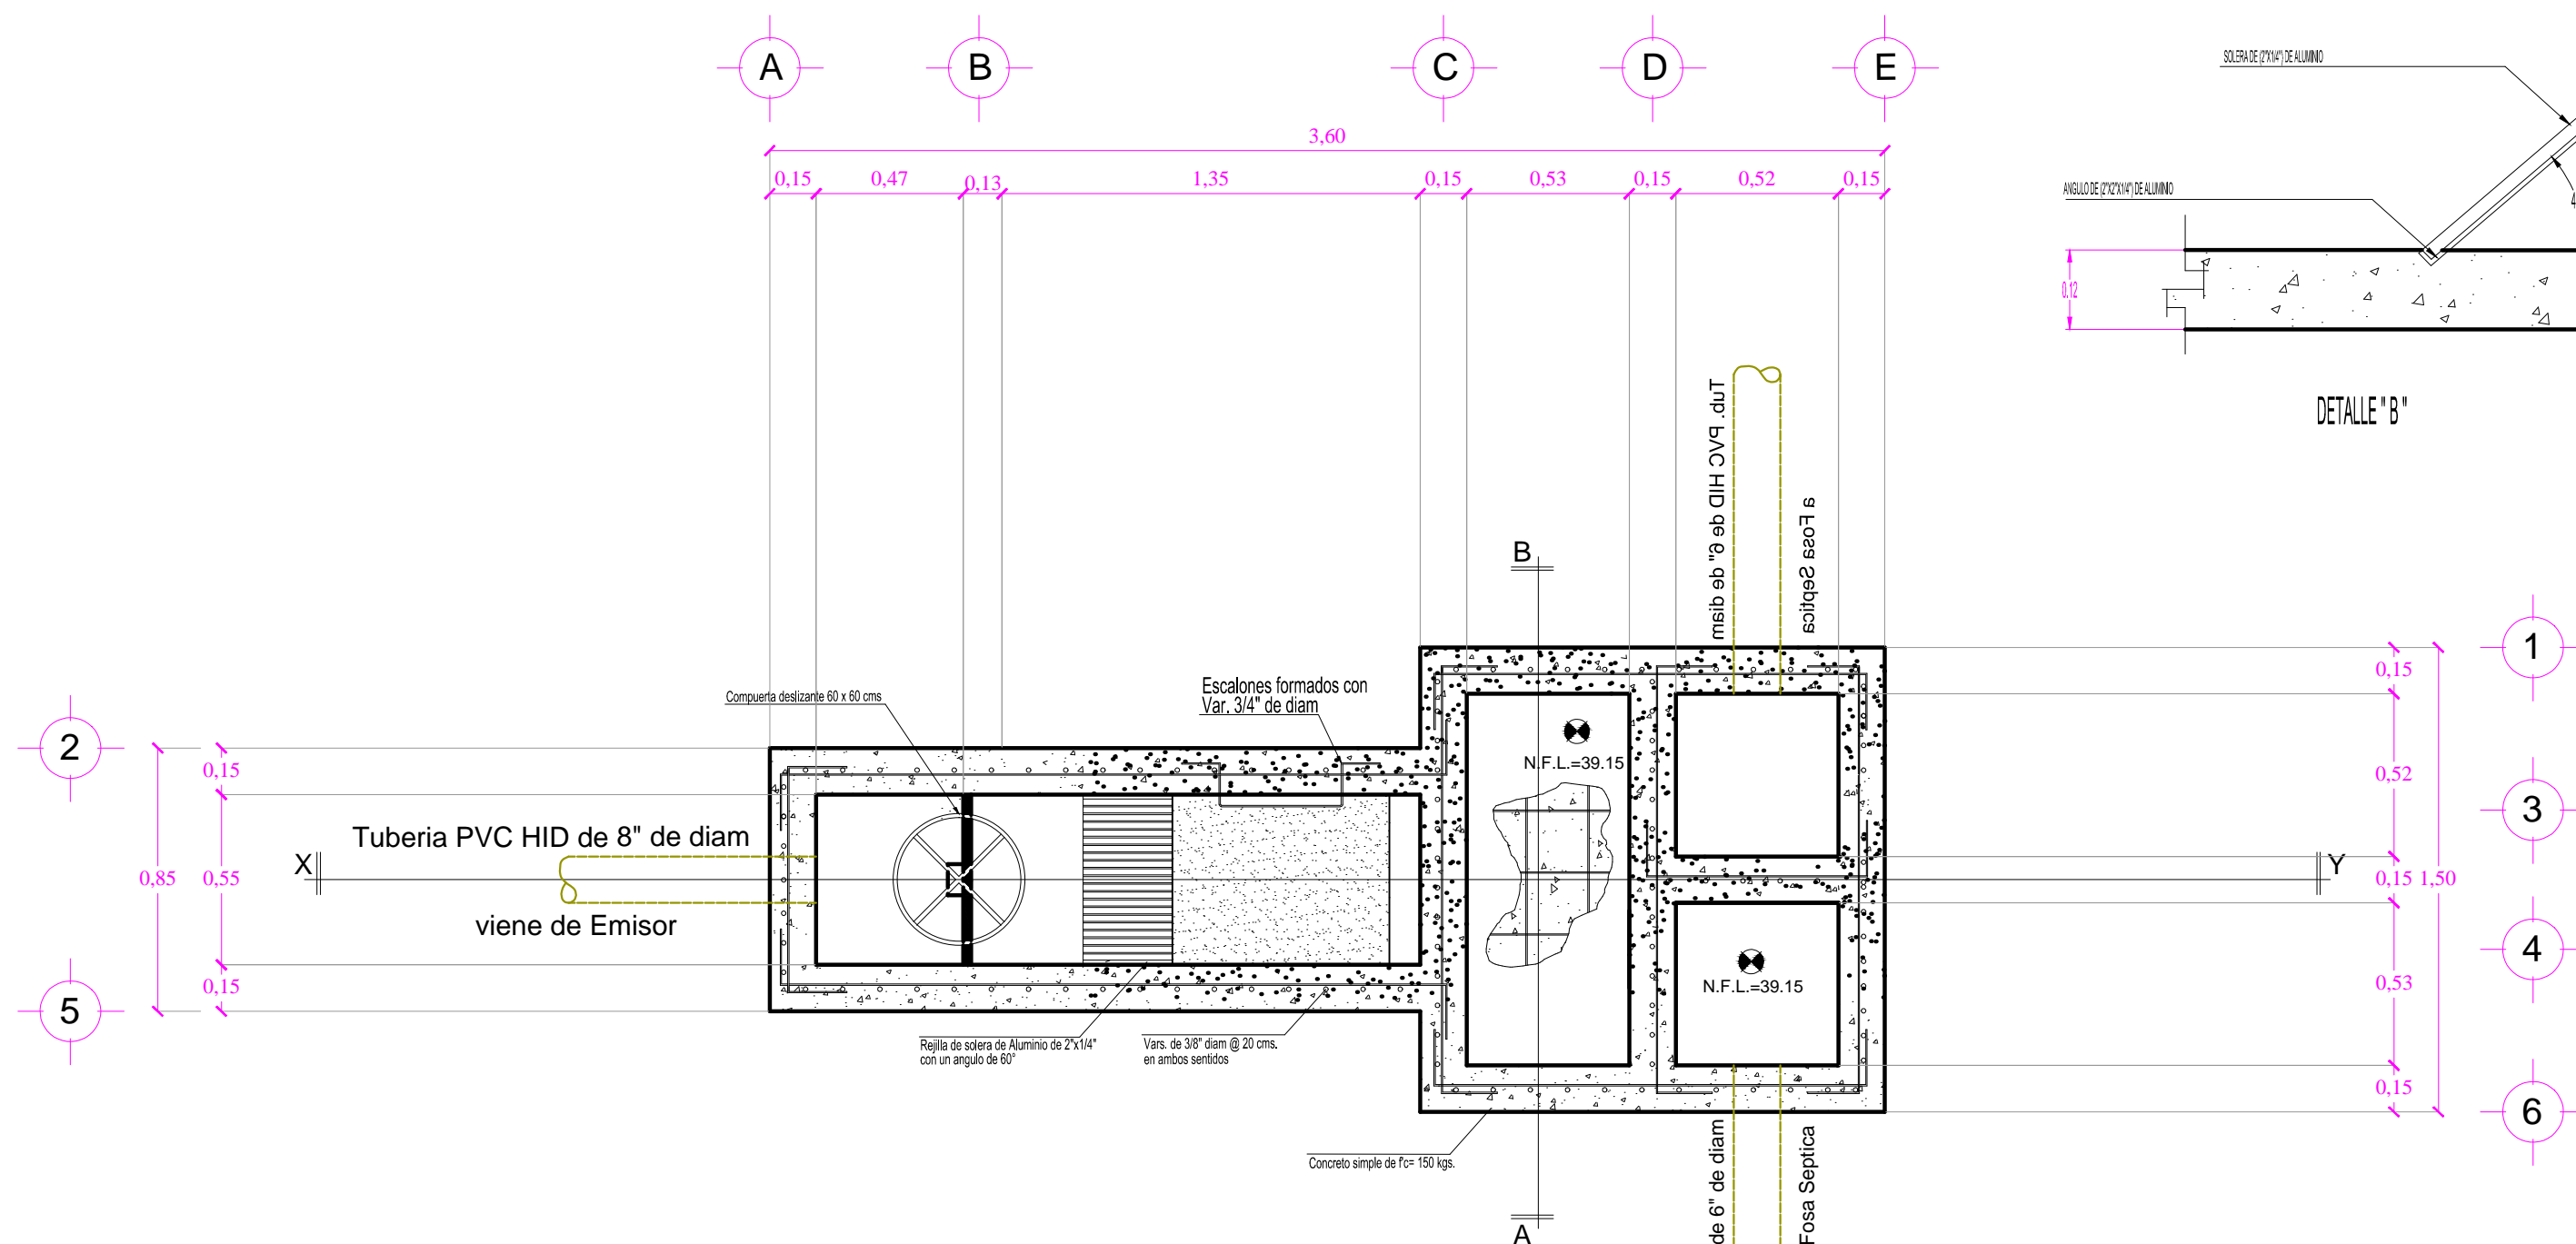 A
B
C
D
E
3,60
0,15
0,47
0,13
1,35
0,15
0,53
0,15
0,52
0,15
SOLERA DE (2"X1/4") DE ALUMINIO
ANGULO DE (2"X2"X1/4") DE ALUMINIO
4
0.12
DETALLE " B "
Tub. PVC HID de 6" de diam
a Fosa Septica
B
1
2
3
4
5
6
0,15
0,55
0,15
0,85
Compuerta deslizante 60 x 60 cms
Escalones formados con
Var. 3/4" de diam
N.F.L.=39.15
Tuberia PVC HID de 8" de diam
viene de Emisor
X
Y
0,15
0,52
0,15
1,50
0,53
0,15
N.F.L.=39.15
Rejilla de solera de Aluminio de 2"x1/4"
con un angulo de 60°
Vars. de 3/8" diam @ 20 cms.
en ambos sentidos
Concreto simple de f'c= 150 kgs.
de 6" de diam
Fosa Septica
A